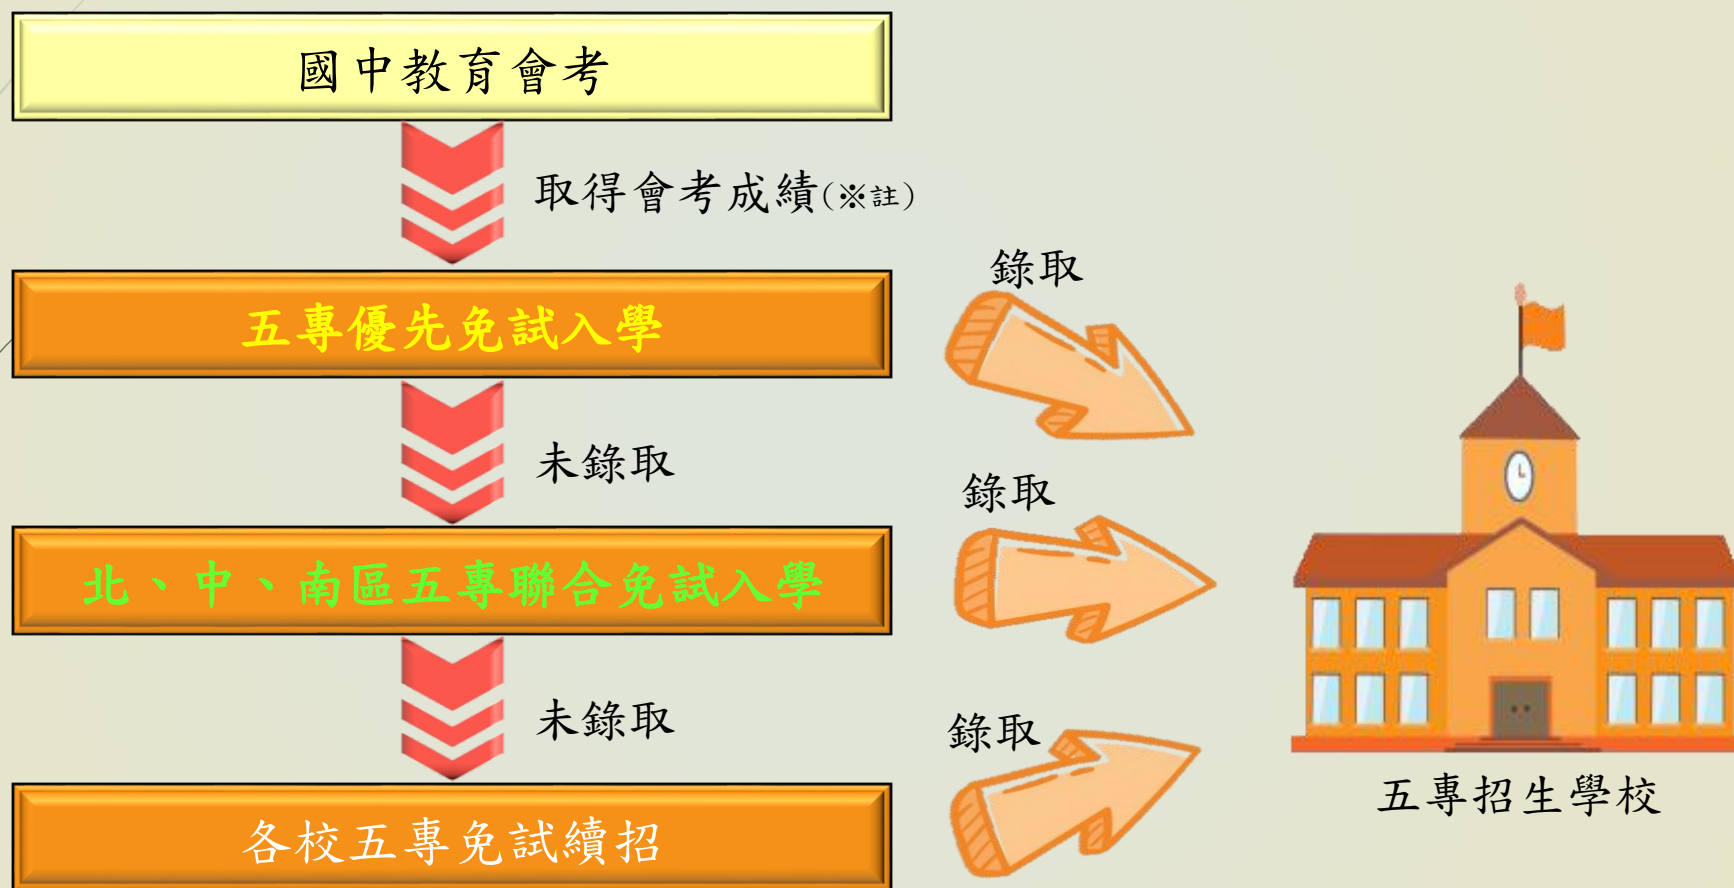 國中教育會考
取得會考成績(※註)
錄取
五專優先免試入學
未錄取
錄取
北、中、南區五專聯合免試入學
未錄取
錄取
五專招生學校
各校五專免試續招